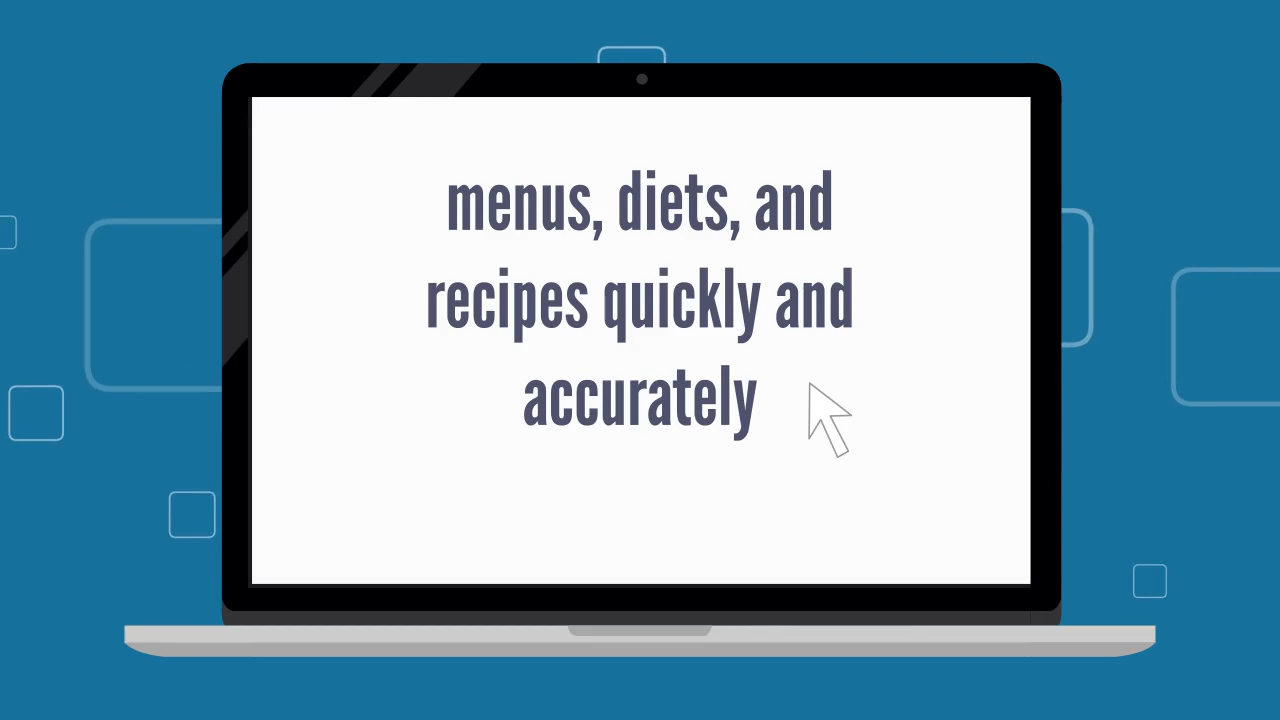 menus, diets, and
recipes quickly and
accurately